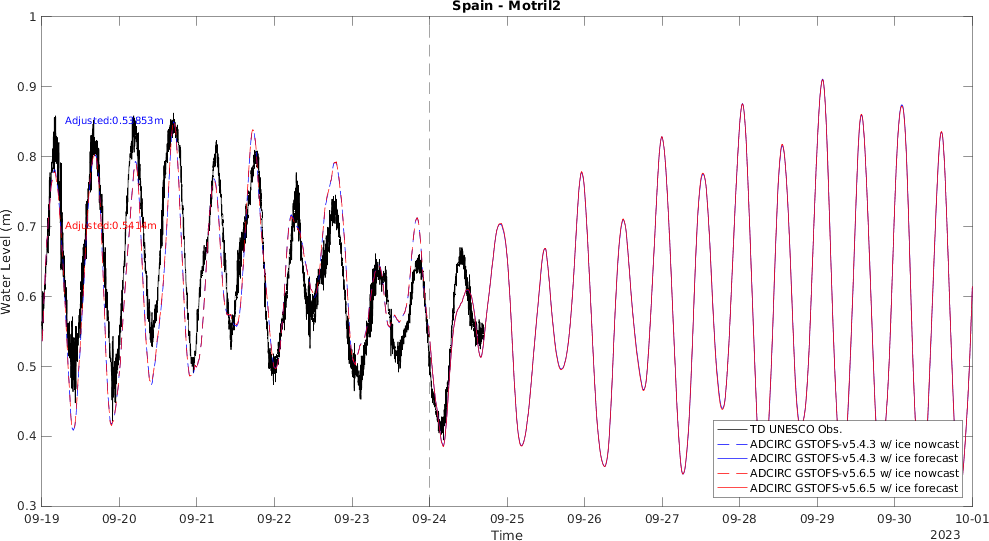 Spain - Motril2
1
0.9
0.8
0.7
0.6
0.5
0.4
0.3
Water Level (m)
Adjusted:0.53853m
Adjusted:0.5414m
TD UNESCO Obs.
ADCIRC GSTOFS-v5.4.3 w/ ice nowcast
ADCIRC GSTOFS-v5.4.3 w/ ice forecast
ADCIRC GSTOFS-v5.6.5 w/ ice nowcast
ADCIRC GSTOFS-v5.6.5 w/ ice forecast
09-19 09-20 09-21 09-22 09-23 09-24 09-25 09-26 09-27 09-28 09-29 09-30 10-01
Time
2023